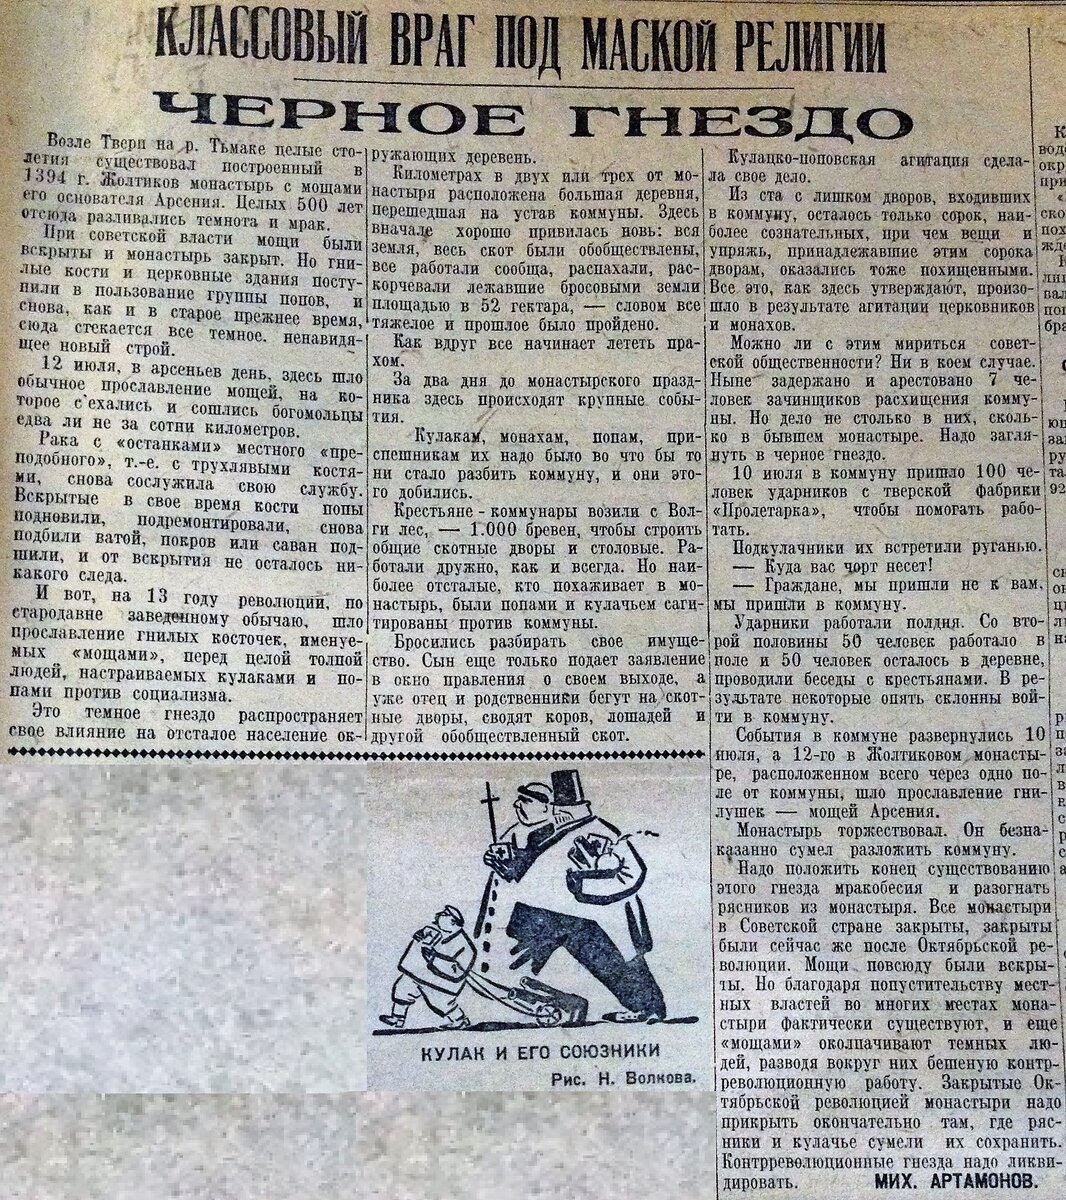 КЛАССОВЫЙ ВРАГ ПОД МАСКОЙ РЕЛИГИИ
ЧЕРНОЕ ГНЕЗДО
Возле Твери на р. Тьмаке целые сто-
летия существовал построенный в
1394 г. Жолтиков монастырь с мощами
его основателя Арсения. Целых 500 лет
отсюда разливались темнота и мрак.
При советской власти мощи были
вскрыты и монастырь закрыт. Но гни-
лые кости и церковные здания посту-
пили в пользование группы попов, и
снова, как и в старое прежнее время,
сюда стекается все темное, ненавидя-
щее новый строй.
12 июля, в арсеньев день, здесь шло
обычное прославление мощей, на ко-
торое с'ехались и сошлись богомольцы
едва ли не за сотни километров.
Рака с «останками» местного «пре-
подобного», т.-е. с трухлявыми костя-
ми, снова сослужила свою службу.
Вскрытые в свое время кости попы
подновили, подремонтировали, снова
подбили ватой, покров или саван под-
шили, и от вскрытия не осталось ни-
какого следа.
И вот, на 13 году революции, по
стародавне заведенному обычаю, шло
прославление гнилых косточек, именуе-
мых «мощами», перед целой толпой
людей, настраиваемых кулаками и по-
пами против социализма.
Это темное гнездо распространяет
свое влияние на отсталое население ок-
ружающих деревень.
Километрах в двух или трех от мо-
настыря расположена большая деревня,
перешедшая на устав коммуны. Здесь
вначале хорошо привилась новь: вся
земля, весь скот были обобществлены,
все работали сообща, распахали, рас-
корчевали лежавшие бросовыми земли
площадью в 52 гектара, — словом все
тяжелое и прошлое было пройдено.
Как вдруг все начинает лететь пра-
хом.
За два дня до монастырского празд-
ника здесь происходят крупные собы-
тия.
Кулакам, монахам, попам, при-
спешникам их надо было во что бы то
ни стало разбить коммуну, и они это-
го добились.
Крестьяне - коммунары возили с Вол-
ги лес, — 1.000 бревен, чтобы строить
общие скотные дворы и столовые. Ра-
ботали дружно, как и всегда. Но наи-
более отсталые, кто похаживает в мо-
настырь, были попами и кулачьем саги-
тированы против коммуны.
Бросились разбирать свое имуще-
ство. Сын еще только подает заявление
в окно правления о своем выходе, а
уже отец и родственники бегут на скот-
ные дворы, сводят коров, лошадей и
другой обобществленный скот.
КУЛАК И ЕГО СОЮЗНИКИ
Рис. Н. Волкова.
Кулацко-поповская агитация сдела-
ла свое дело.
Из ста с лишком дворов, входивших
в коммуну, осталось только сорок, наи-
более сознательных, при чем вещи и
упряжь, принадлежавшие этим сорока
дворам, оказались тоже похищенными.
Все это, как здесь утверждают, произо-
шло в результате агитации церковников
и монахов.
Можно ли с этим мириться совет-
ской общественности? Ни в коем случае.
Ныне задержано и арестовано 7 че-
ловек зачинщиков расхищения комму-
ны. Но дело не столько в них, сколь-
ко в бывшем монастыре. Надо загля-
нуть в черное гнездо.
10 июля в коммуну пришло 100 че-
ловек ударников с тверской фабрики
«Пролетарка», чтобы помогать рабо-
тать.
Подкулачники их встретили руганью.
— Куда вас чорт несет!
— Граждане, мы пришли не к вам,
мы пришли в коммуну.
Ударники работали полдня. Со вто-
рой половины 50 человек работало в
поле и 50 человек осталось в деревне,
проводили беседы с крестьянами. В ре-
зультате некоторые опять склонны вой-
ти в коммуну.
События в коммуне развернулись 10
июля, а 12-го в Жолтиковом монасты-
ре, расположенном всего через одно по-
ле от коммуны, шло прославление гни-
лушек — мощей Арсения.
Монастырь торжествовал. Он безна-
казанно сумел разложить коммуну.
Надо положить конец существованию
этого гнезда мракобесия и разогнать
рясников из монастыря. Все монастыри
в Советской стране закрыты, закрыты
были сейчас же после Октябрьской ре-
волюции. Мощи повсюду были вскры-
ты. Но благодаря попустительству мест-
ных властей во многих местах мона-
стыри фактически существуют, и еще
«мощами» околпачивают темных лю-
дей, разводя вокруг них бешеную контр-
революционную работу. Закрытые Ок-
тябрьской революцией монастыри надо
прикрыть окончательно там, где ряс-
ники и кулачье сумели их сохранить.
Контрреволюционные гнезда надо ликви-
дировать. МИХ. АРТАМОНОВ.